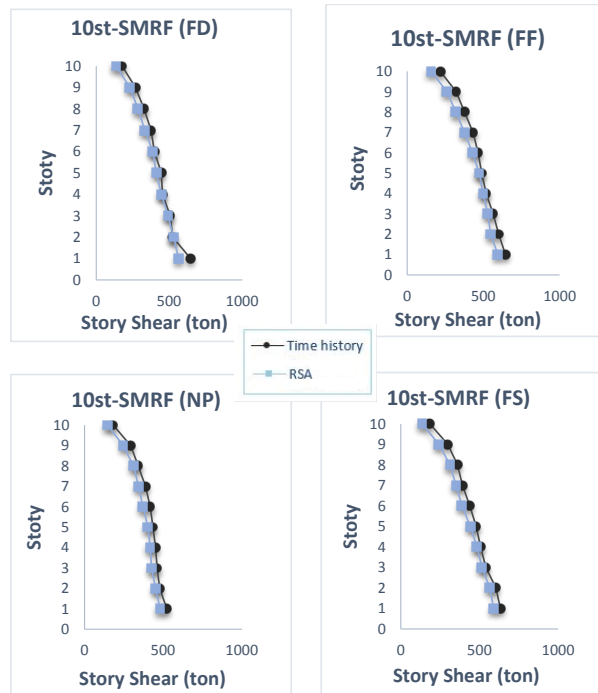 10st-SMRF (FD)
Stoty
10
9
8
7
6
5
4
3
2
1
0
0 500 1000
Story Shear (ton)
10st-SMRF (FF)
Stoty
10
9
8
7
6
5
4
3
2
1
0
0 500 1000
Story Shear (ton)
Time history
RSA
10st-SMRF (NP)
Stoty
10
9
8
7
6
5
4
3
2
1
0
0 500 1000
Story Shear (ton)
10st-SMRF (FS)
Stoty
10
9
8
7
6
5
4
3
2
1
0
0 500 1000
Story Shear (ton)